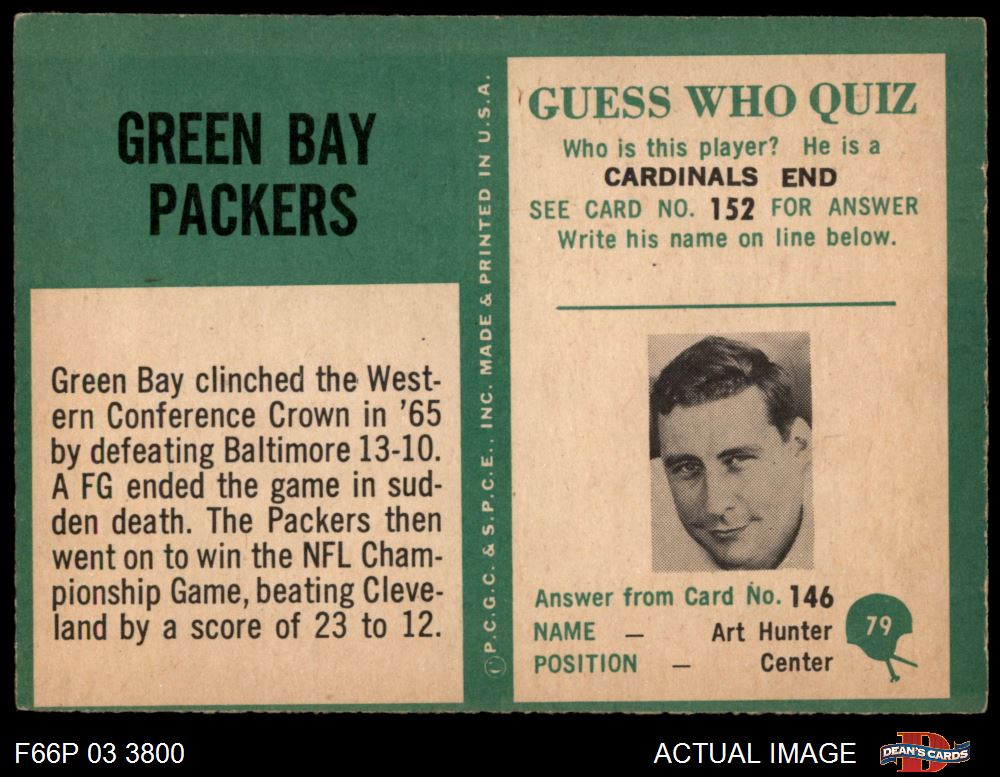 GREEN BAY
PACKERS
Green Bay clinched the West-
ern Conference Crown in '65
by defeating Baltimore 13-10.
A FG ended the game in sud-
den death. The Packers then
went on to win the NFL Cham-
pionship Game, beating Cleve-
land by a score of 23 to 12.
©P.C.G.C. & S.P.C.E., INC. MADE & PRINTED IN U.S.A.
GUESS WHO QUIZ
Who is this player? He is a
CARDINALS END
SEE CARD NO. 152 FOR ANSWER
Write his name on line below.
Answer from Card No. 146
NAME — Art Hunter
POSITION — Center
79
F66P 03 3800
ACTUAL IMAGE
DEAN'S CARDS